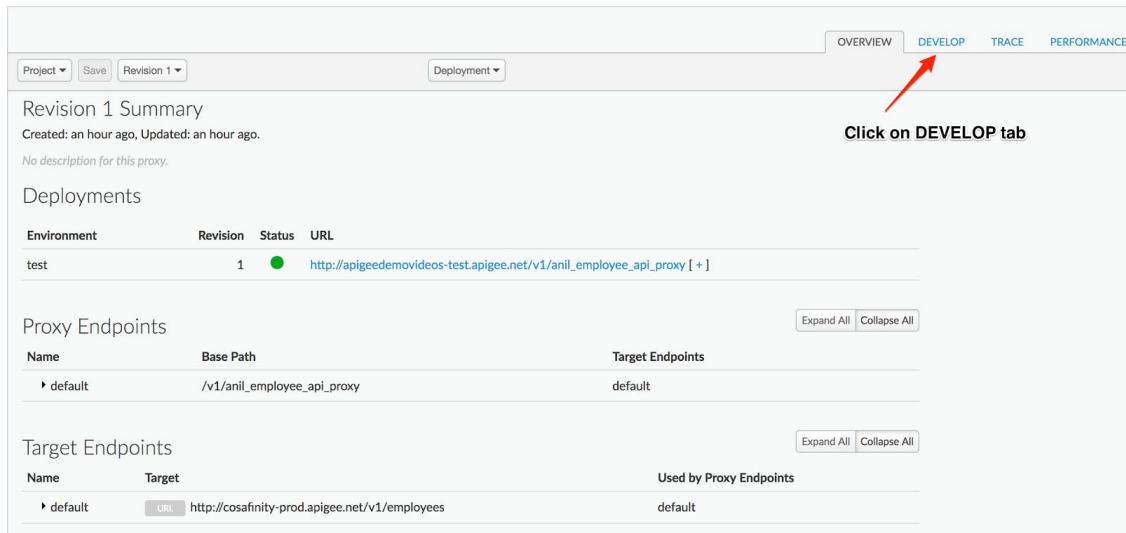 OVERVIEW DEVELOP TRACE PERFORMANCE
Project Save Revision 1 Deployment
Revision 1 Summary
Created: an hour ago, Updated: an hour ago.
Click on DEVELOP tab
No description for this proxy.
Deployments
Environment Revision Status URL
test 1 http://apigeedemovideos-test.apigee.net/v1/anil_employee_api_proxy [ + ]
Proxy Endpoints Expand All Collapse All
Name Base Path Target Endpoints
default /v1/anil_employee_api_proxy default
Target Endpoints Expand All Collapse All
Name Target Used by Proxy Endpoints
default URL http://cosafinity-prod.apigee.net/v1/employees default